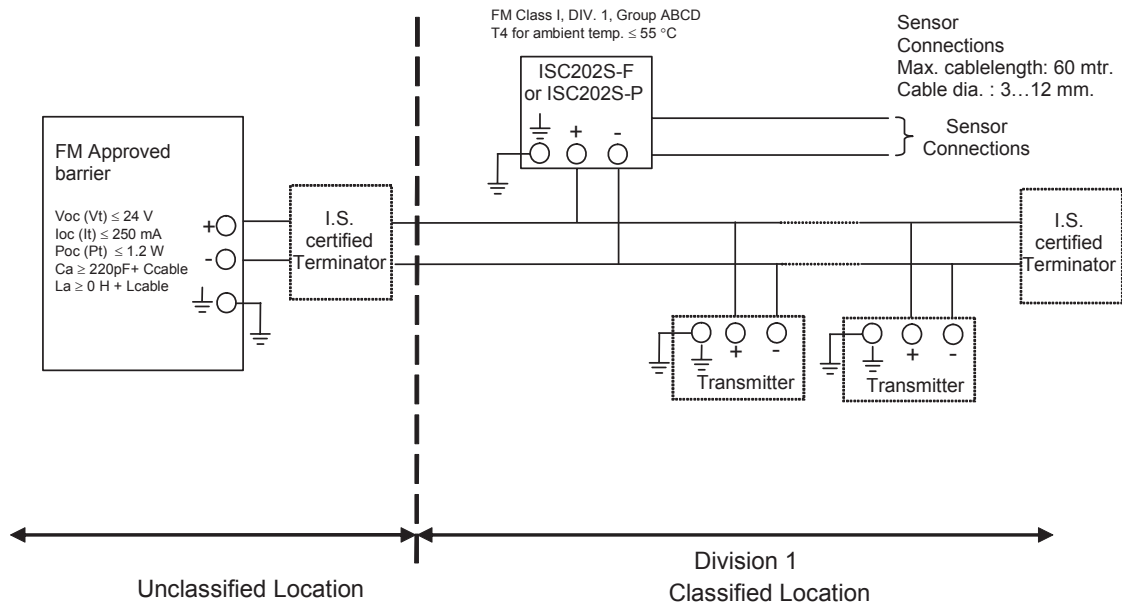 FM Class I, DIV. 1, Group ABCD
T4 for ambient temp. ≤ 55 °C
ISC202S-F
or ISC202S-P
+ -
Sensor
Connections
Max. cablelength: 60 mtr.
Cable dia. : 3…12 mm.
Sensor
Connections
FM Approved
barrier
Voc (Vt) ≤ 24 V
Ioc (It) ≤ 250 mA
Poc (Pt) ≤ 1.2 W
Ca ≥ 220pF+ Ccable
La ≥ 0 H + Lcable
+
-
I.S.
certified
Terminator
I.S.
certified
Terminator
+ -
Transmitter
+ -
Transmitter
Unclassified Location
Division 1
Classified Location